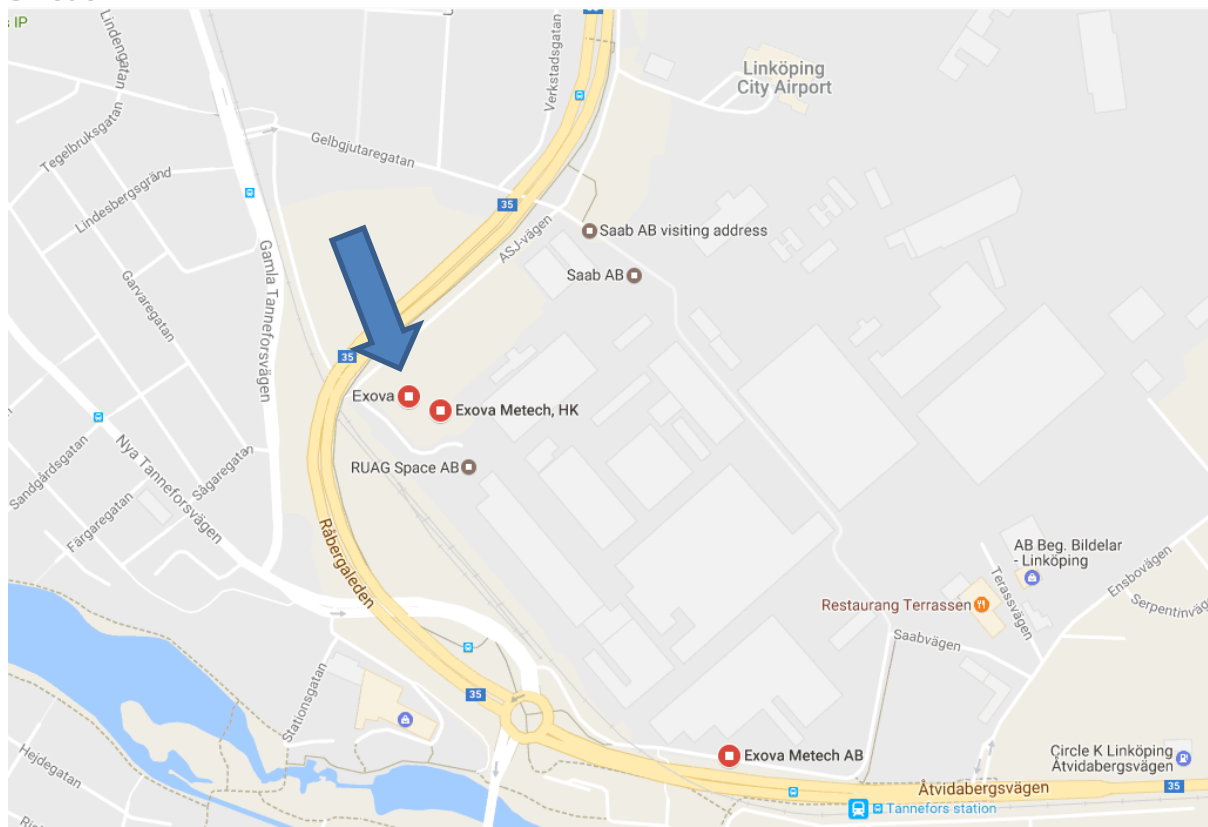 s IP
Lindengatan
Tegelbruksgatan
Verkstadsgatan
Linköping
City Airport
Gelbgjutaregatan
Lindesbergsgränd
35
ASJ-vägen
Saab AB visiting address
Saab AB
Gamla Tanneforsvägen
Garvaregatan
35
Exova
Exova Metech, HK
RUAG Space AB
Nya Tanneforsvägen
Sandgårdsgatan
Sågaregatan
Färgaregatan
Råbergaleden
AB Beg. Bildelar
- Linköping
Ensbovägen
Terassvägen
Serpentinväg
Restaurang Terrassen
Saabvägen
Stationsgatan
35
Hejdegatan
Exova Metech AB
Circle K Linköping
Åtvidabergsvägen
Åtvidabergsvägen
35
Tannefors station